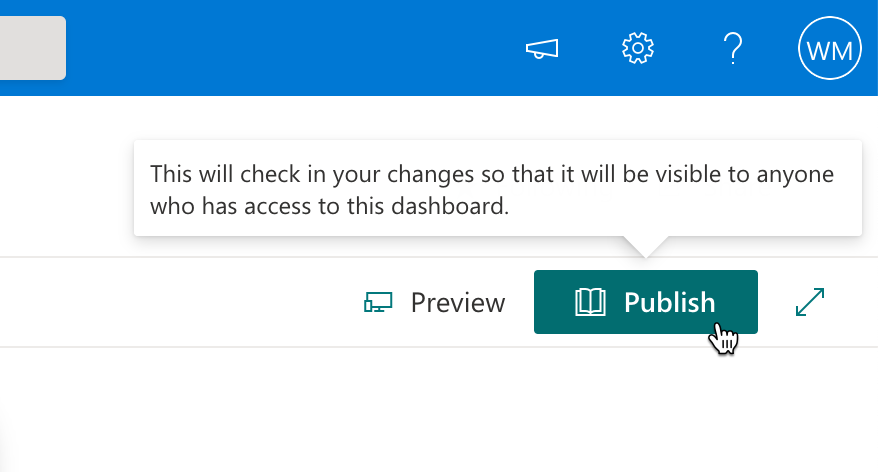 WM
This will check in your changes so that it will be visible to anyone
who has access to this dashboard.
Preview
Publish